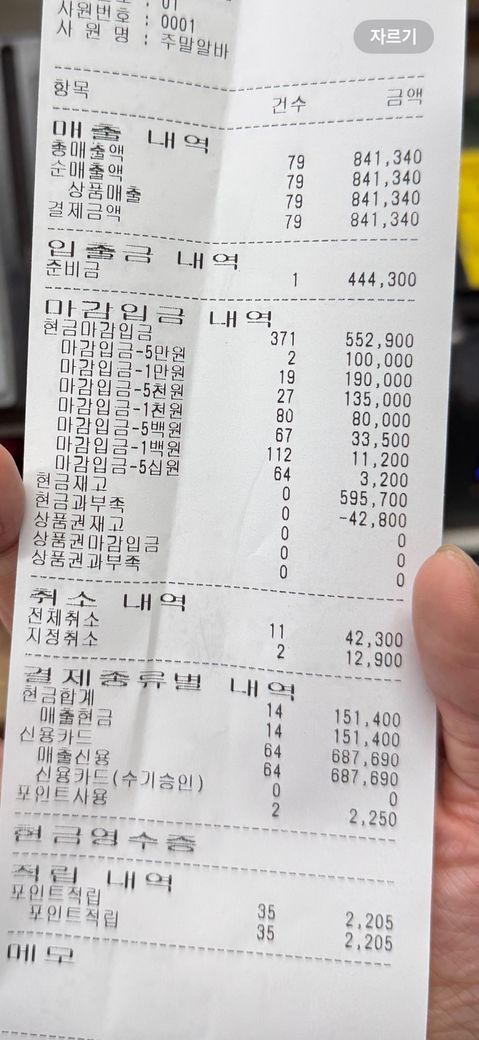 : 01
사원번호 : 0001
사 원 명 : 주말알바
자르기
항목 건수 금액
매출 내역
총매출액 79 841,340
순매출액 79 841,340
상품매출 79 841,340
결제금액 79 841,340
입출금 내역
준비금 1 444,300
마감입금 내역
현금마감입금 371 552,900
마감입금-5만원 2 100,000
마감입금-1만원 19 190,000
마감입금-5천원 27 135,000
마감입금-1천원 80 80,000
마감입금-5백원 67 33,500
마감입금-1백원 112 11,200
마감입금-5십원 64 3,200
현금재고 0 595,700
현금과부족 0 -42,800
상품권재고 0 0
상품권마감입금 0 0
상품권과부족 0 0
취소 내역
전체취소 11 42,300
지정취소 2 12,900
결제종류별 내역
현금합계 14 151,400
매출현금 14 151,400
신용카드 64 687,690
매출신용 64 687,690
신용카드(수기승인) 0 0
포인트사용 2 2,250
현금영수증
적립 내역
포인트적립 35 2,205
포인트적립 35 2,205
메모